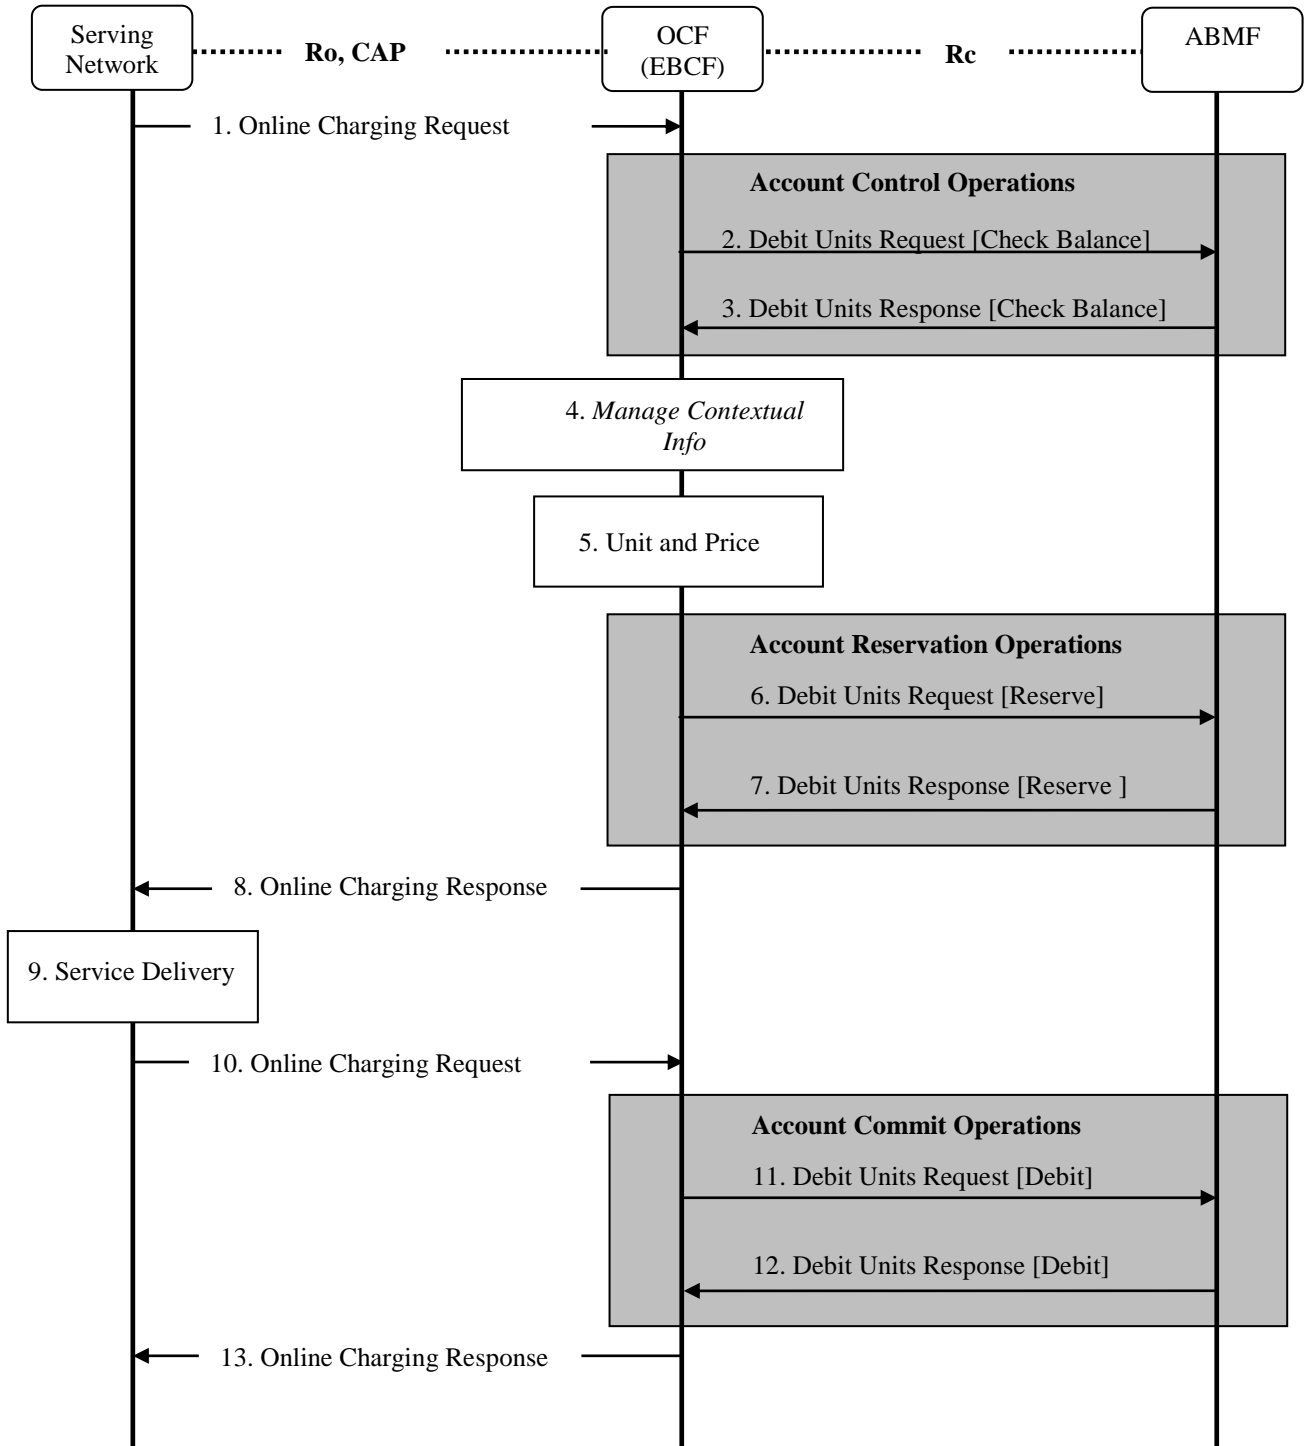 Serving
Network
Ro, CAP
OCF
(EBCF)
Rc
ABMF
1. Online Charging Request
Account Control Operations
2. Debit Units Request [Check Balance]
3. Debit Units Response [Check Balance]
4. Manage Contextual
Info
5. Unit and Price
Account Reservation Operations
6. Debit Units Request [Reserve]
7. Debit Units Response [Reserve ]
8. Online Charging Response
9. Service Delivery
10. Online Charging Request
Account Commit Operations
11. Debit Units Request [Debit]
12. Debit Units Response [Debit]
13. Online Charging Response